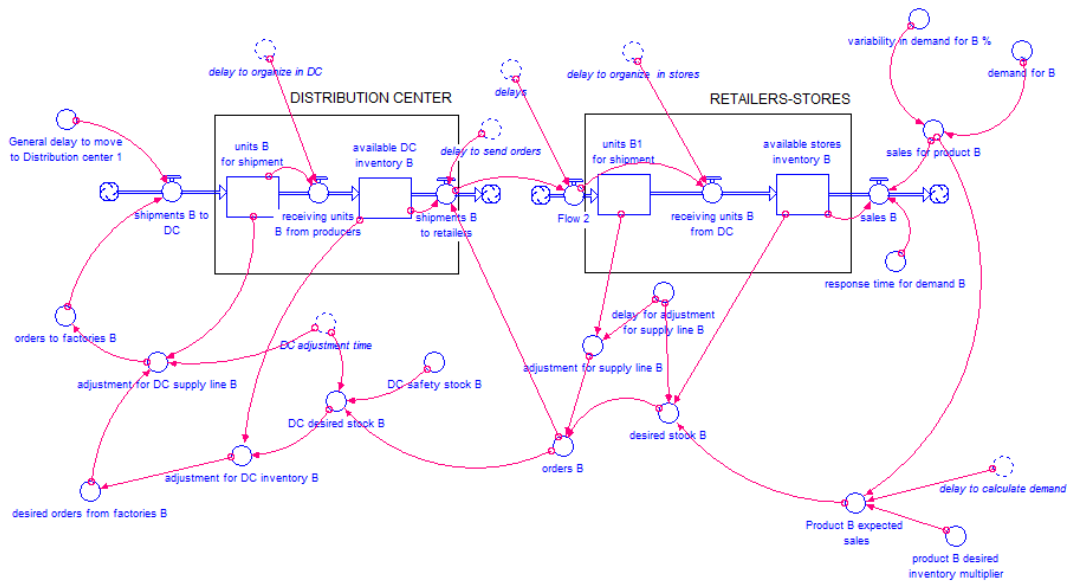 variability in demand for B %
delay to organize in DC
delay to organize  in stores
demand for B
delays
DISTRIBUTION CENTER
RETAILERS-STORES
General delay to move
to Distribution center 1
units B
for shipment
available DC
inventory B
delay to send orders
units B1
for shipment
available stores
inventory B
sales for product B
shipments B to
DC
receiving units
B from producers
shipments B
to retailers
Flow 2
receiving units B
from DC
sales B
response time for demand B
orders to factories B
DC adjustment time
delay for adjustment
for supply line B
adjustment for DC supply line B
DC safety stock B
adjustment for supply line B
DC desired stock B
desired stock B
orders B
adjustment for DC inventory B
desired orders from factories B
delay to calculate demand
Product B expected
sales
product B desired
inventory multiplier